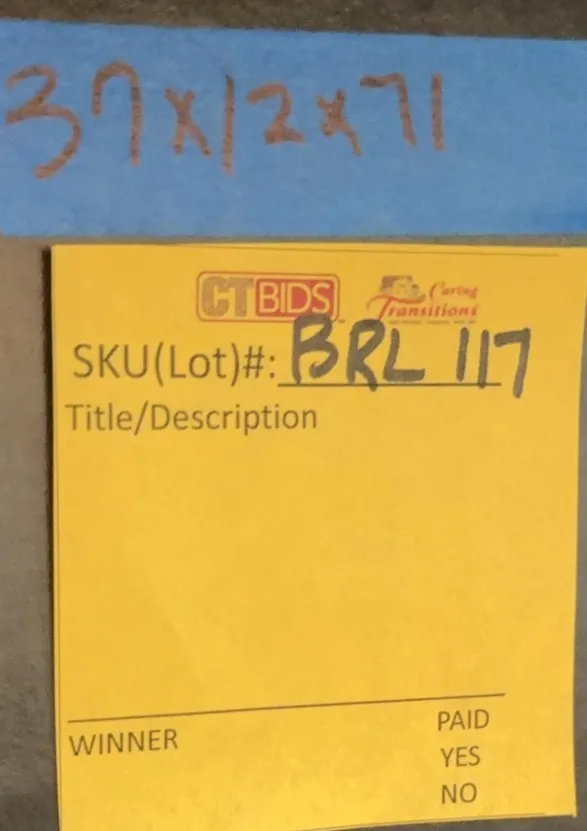 37x12x71
CTBIDS Caring Transitions
SKU(Lot)#: BRL 117
Title/Description
WINNER PAID
YES
NO